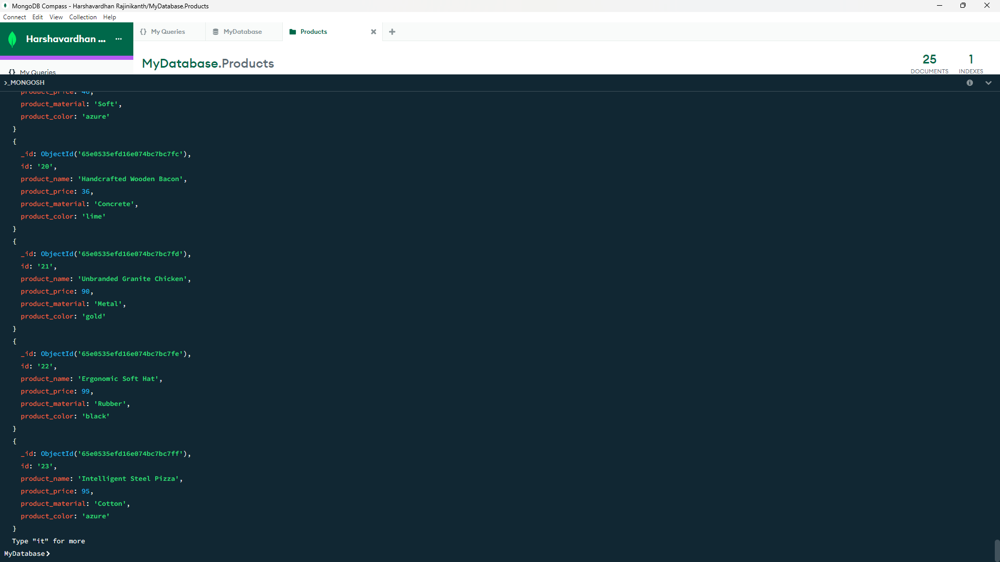 MongoDB Compass - Harshavardhan Rajinikanth/MyDatabase.Products
Connect Edit View Collection Help
Harshavardhan ...
{} My Queries
MyDatabase
Products
{} My Queries
MyDatabase.Products
25
DOCUMENTS
1
INDEXES
>_MONGOSH
product_price: 46,
product_material: 'Soft',
product_color: 'azure'
}
{
_id: ObjectId('65e0535efd16e074bc7bc7fc'),
id: '20',
product_name: 'Handcrafted Wooden Bacon',
product_price: 36,
product_material: 'Concrete',
product_color: 'lime'
}
{
_id: ObjectId('65e0535efd16e074bc7bc7fd'),
id: '21',
product_name: 'Unbranded Granite Chicken',
product_price: 90,
product_material: 'Metal',
product_color: 'gold'
}
{
_id: ObjectId('65e0535efd16e074bc7bc7fe'),
id: '22',
product_name: 'Ergonomic Soft Hat',
product_price: 99,
product_material: 'Rubber',
product_color: 'black'
}
{
_id: ObjectId('65e0535efd16e074bc7bc7ff'),
id: '23',
product_name: 'Intelligent Steel Pizza',
product_price: 95,
product_material: 'Cotton',
product_color: 'azure'
}
Type "it" for more
MyDatabase>